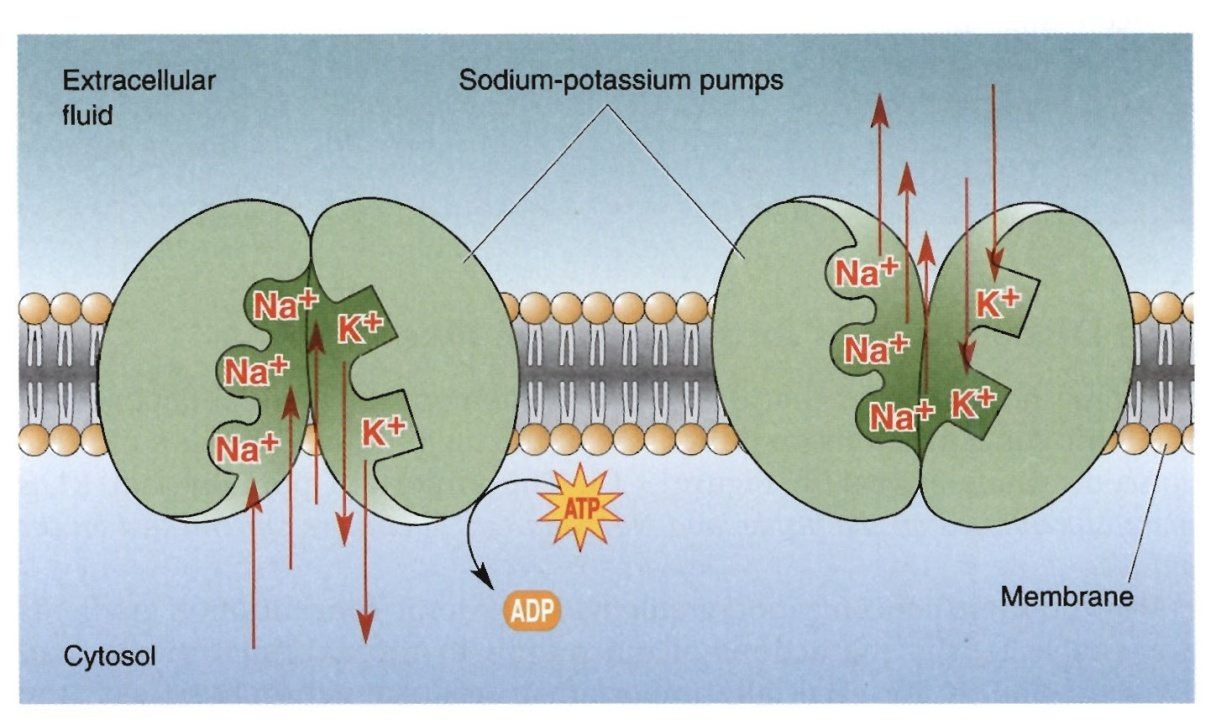 Extracellular
fluid
Sodium-potassium pumps
Na+
K+
Na+
K+
Na+
Na+
K+
Na+
K+
Na+
ATP
ADP
Membrane
Cytosol